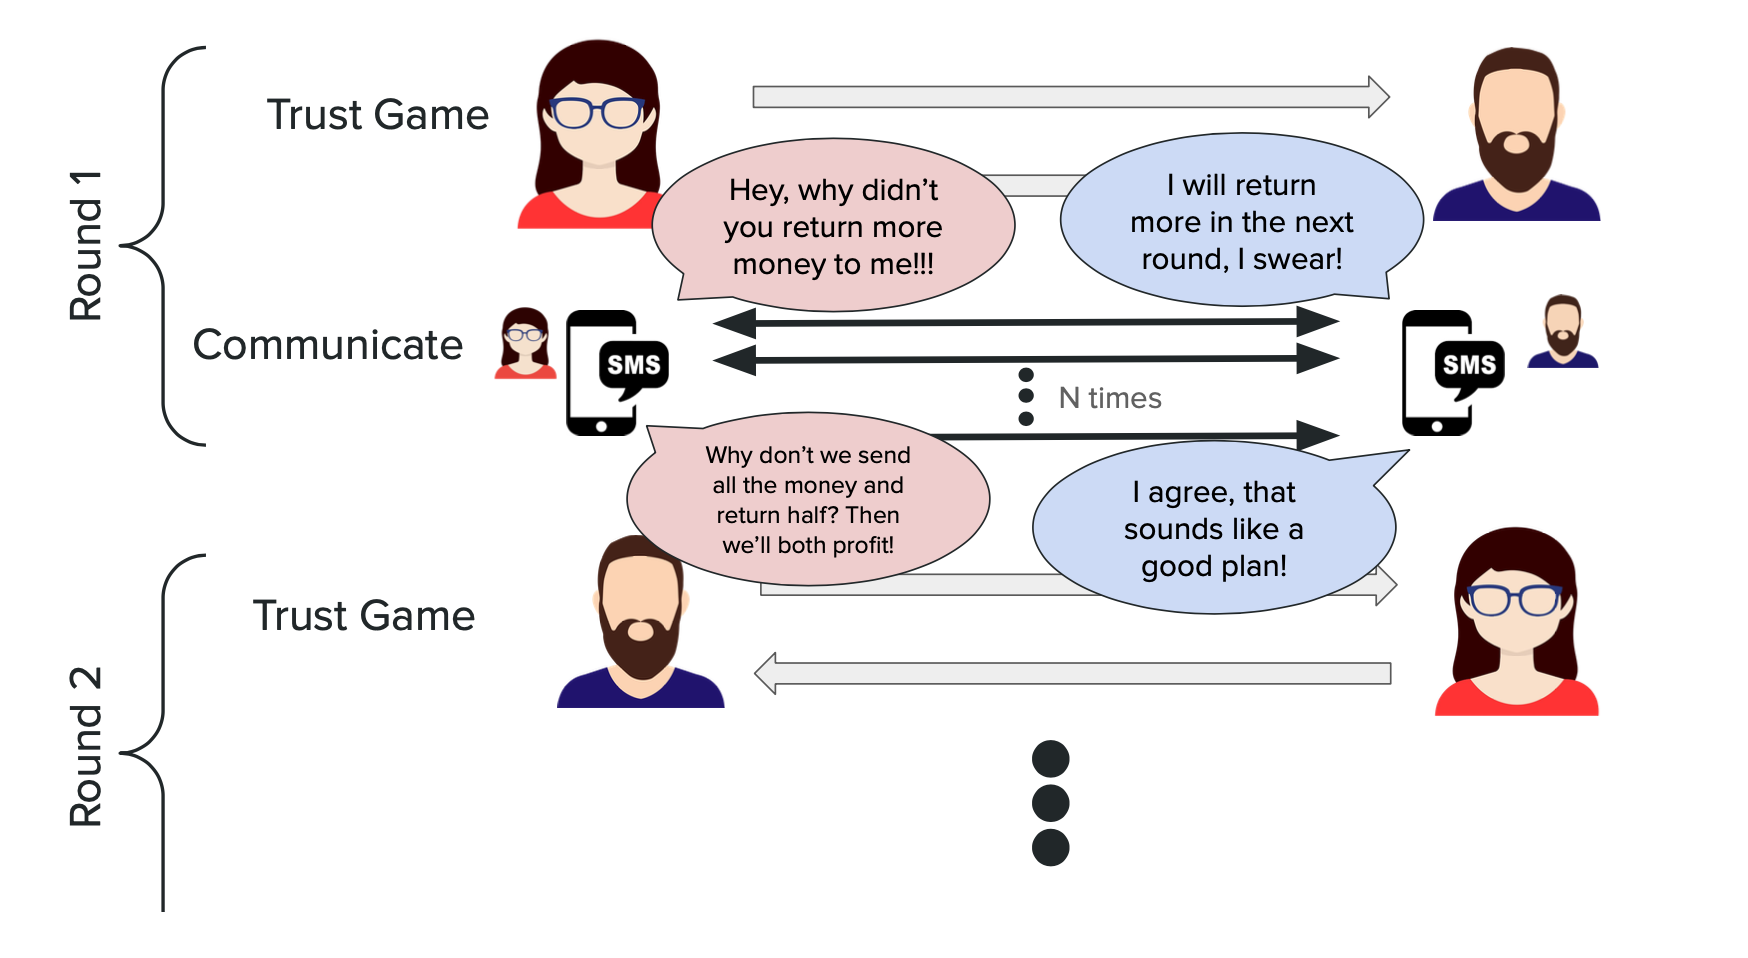 Round 1
Trust Game
Hey, why didn't
you return more
money to me!!!
I will return
more in the next
round, I swear!
Communicate
SMS
SMS
N times
Why don't we send
all the money and
return half? Then
we'll both profit!
I agree, that
sounds like a
good plan!
Round 2
Trust Game